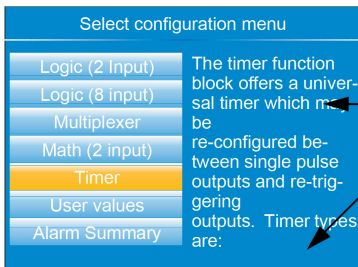 Select configuration menu
Logic (2 Input)
Logic (8 input)
Multiplexer
Math (2 input)
Timer
User values
Alarm Summary
The timer function
block offers a univer-
sal timer which may
be
re-configured be-
tween single pulse
outputs and re-trig-
gering
outputs. Timer types
are: